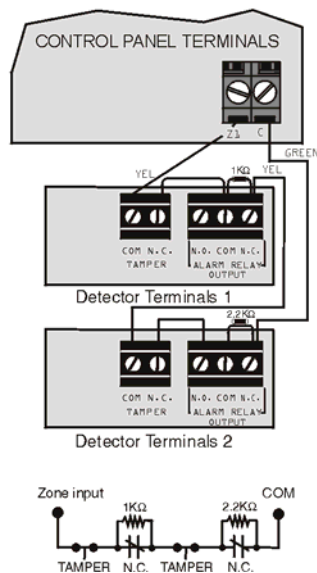 CONTROL PANEL TERMINALS
Z1 C
GREEN
YEL 1KΩ YEL
COM N.C. N.O. COM N.C.
TAMPER ALARM RELAY
OUTPUT
Detector Terminals 1
2.2KΩ
COM N.C. N.O. COM N.C.
TAMPER ALARM RELAY
OUTPUT
Detector Terminals 2
Zone input COM
1KΩ 2.2KΩ
TAMPER N.C. TAMPER N.C.